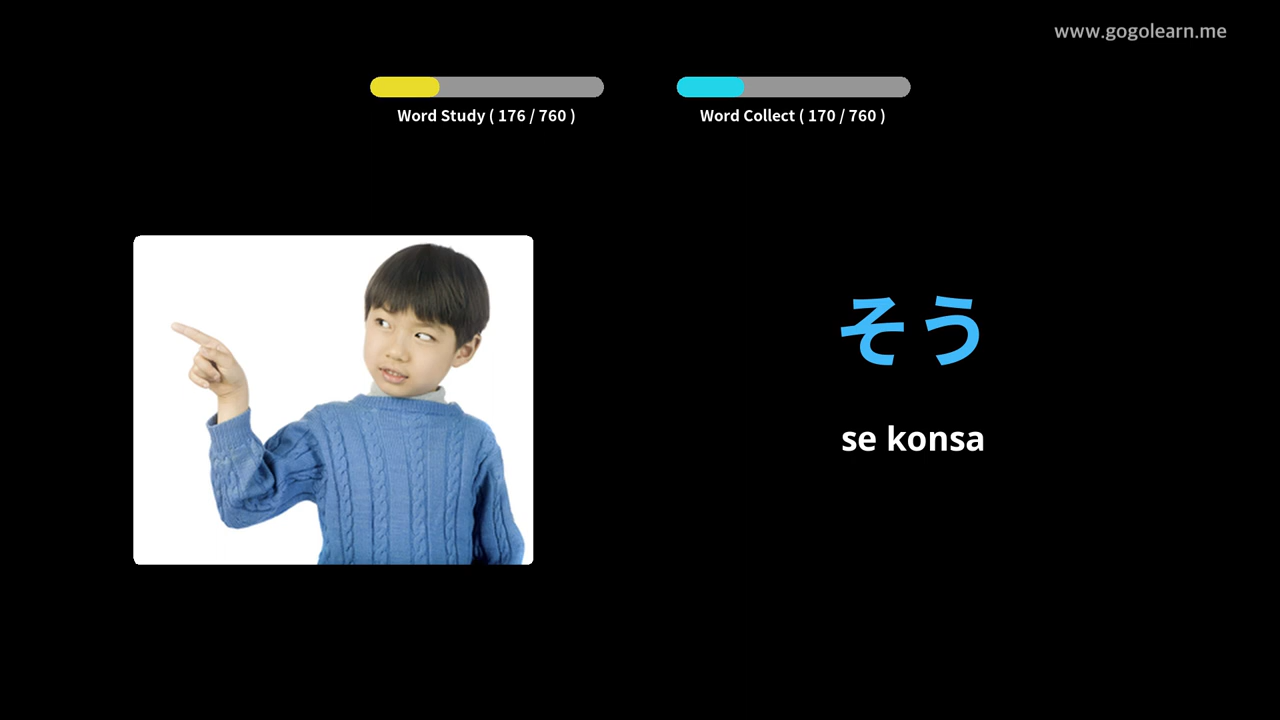 www.gogolearn.me
Word Study ( 176 / 760 )
Word Collect ( 170 / 760 )
そう
se konsa